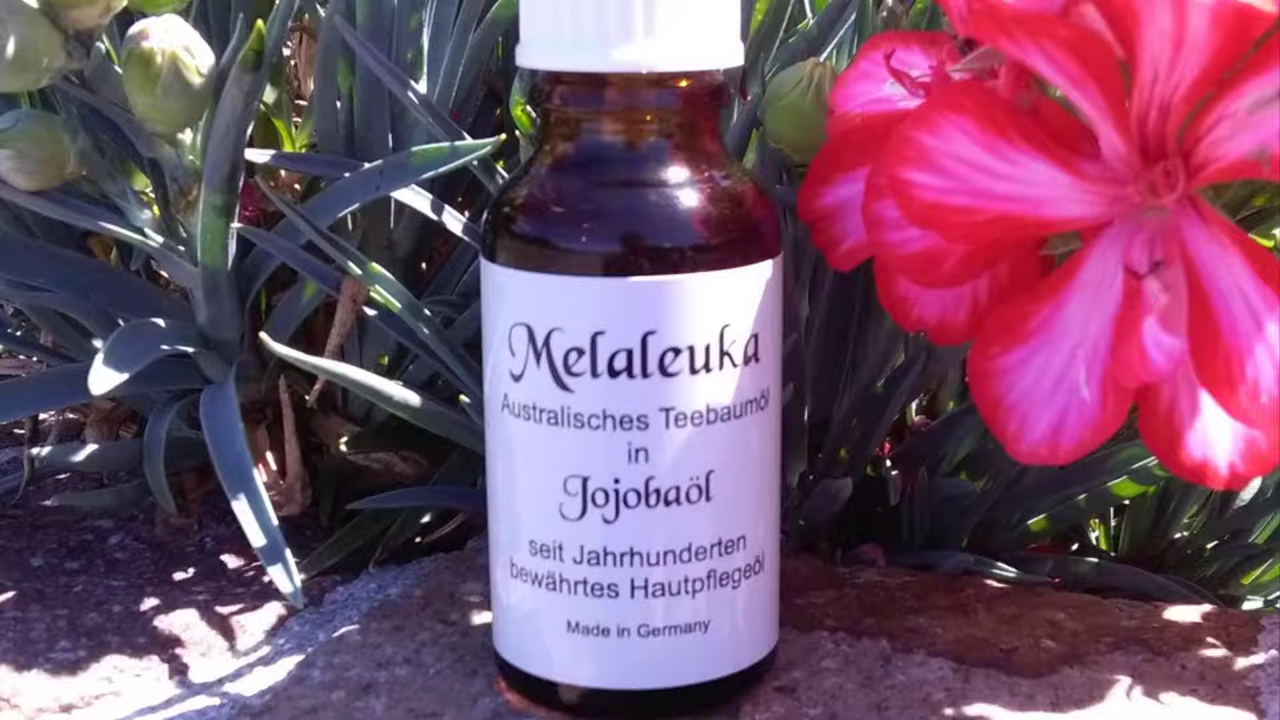 Melaleuka
Australisches Teebaumöl
in
Jojobaöl
seit Jahrhunderten
bewährtes Hautpflegeöl
Made in Germany